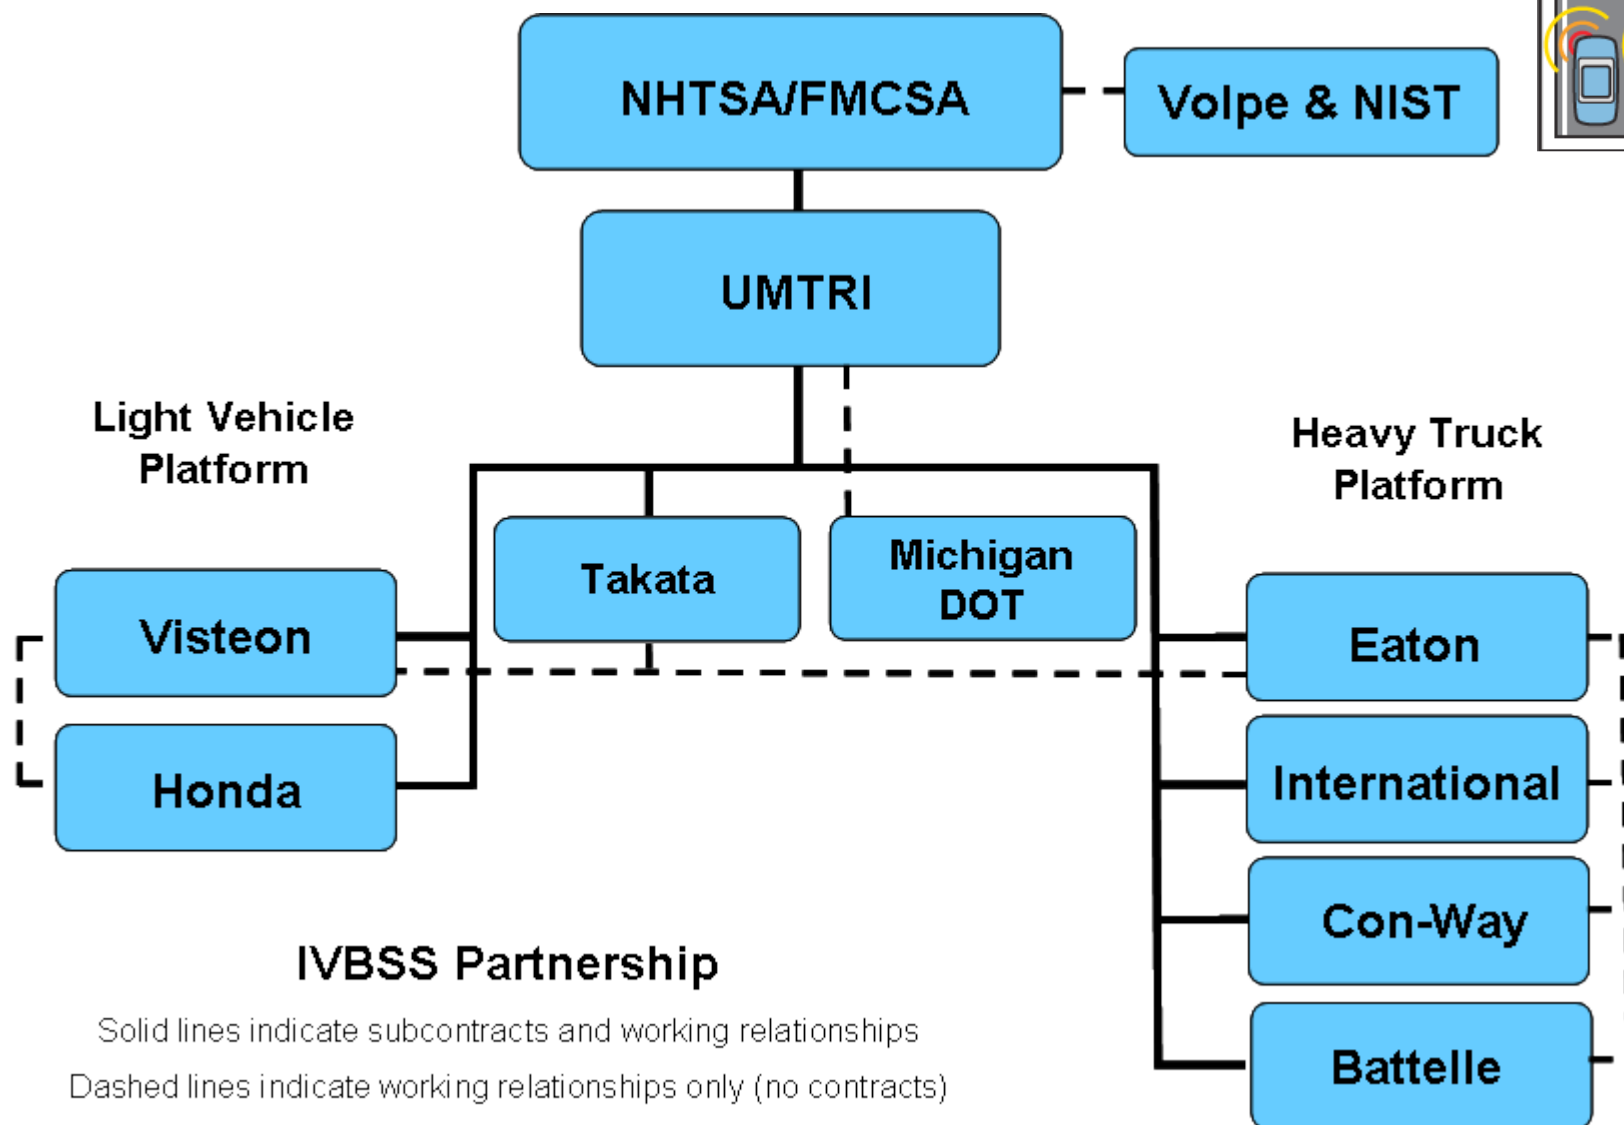 NHTSA/FMCSA
Volpe & NIST
UMTRI
Light Vehicle
Platform
Heavy Truck
Platform
Takata
Michigan
DOT
Visteon
Eaton
Honda
International
Con-Way
IVBSS Partnership
Solid lines indicate subcontracts and working relationships
Battelle
Dashed lines indicate working relationships only (no contracts)